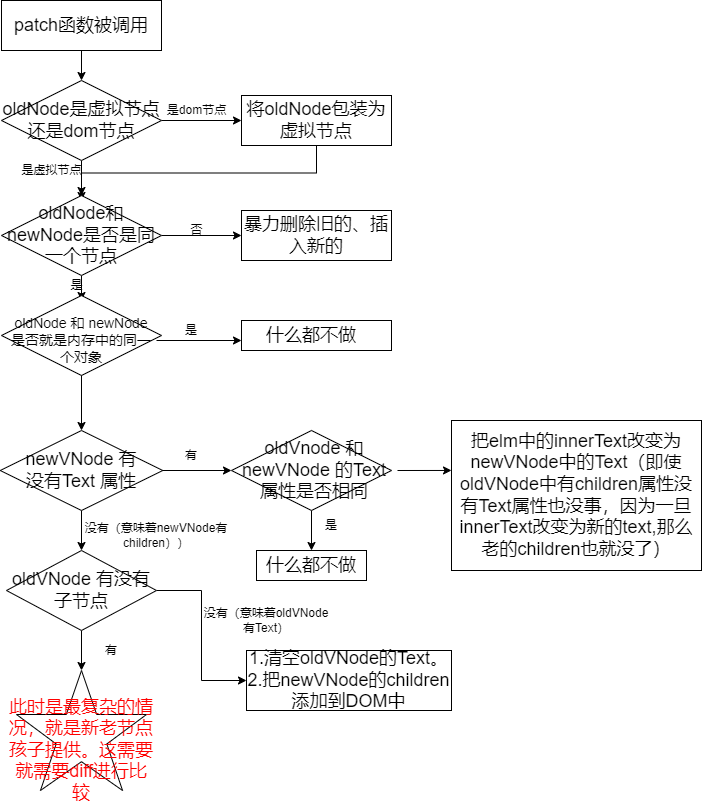 patch函数被调用
oldNode是虚拟节点
还是dom节点
是dom节点
将oldNode包装为
虚拟节点
是虚拟节点
oldNode和
newNode是否是同
一个节点
否
暴力删除旧的、插
入新的
是
oldNode 和 newNode
是否就是内存中的同一
个对象
是
什么都不做
newVNode 有
没有Text 属性
有
oldVnode 和
newVNode 的Text
属性是否相同
把elm中的innerText改变为
newVNode中的Text（即使
oldVNode中有children属性没
有Text属性也没事，因为一旦
innerText改变为新的text,那么
老的children也就没了）
没有（意味着newVNode有
children））
是
什么都不做
oldVNode 有没有
子节点
没有（意味着oldVNode
有Text）
有
1.清空oldVNode的Text。
2.把newVNode的children
添加到DOM中
此时是最复杂的情
况，就是新老节点
孩子提供。这需要
就需要diff进行比
较